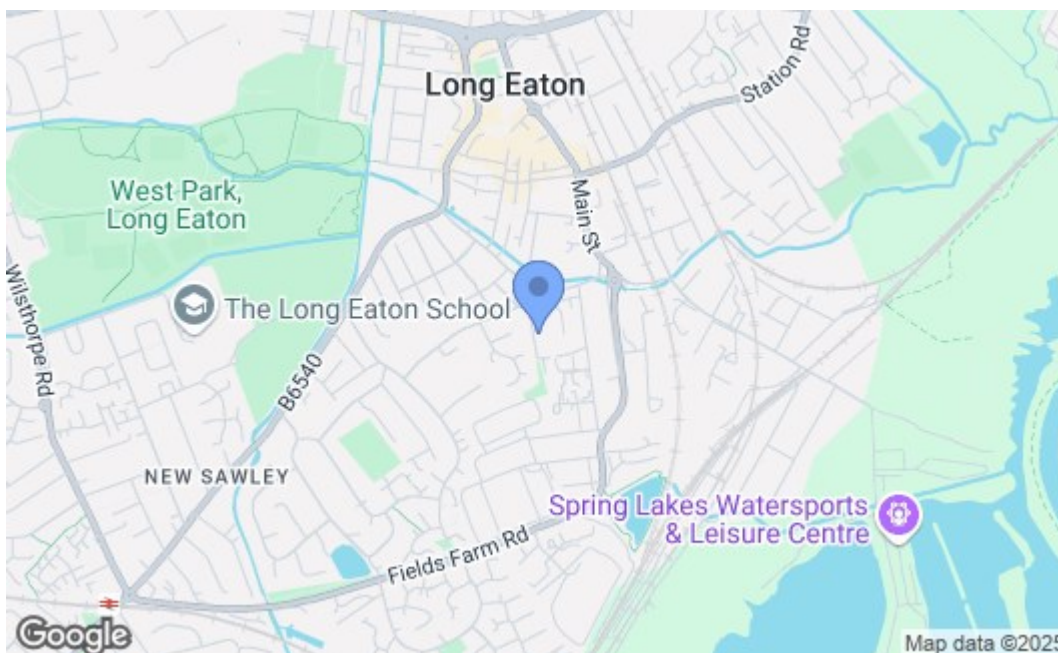 Long Eaton
Station Rd
West Park,
Long Eaton
Main St
Wilsthorpe Rd
The Long Eaton School
B6540
NEW SAWLEY
Spring Lakes Watersports
& Leisure Centre
Fields Farm Rd
Google
Map data ©2025